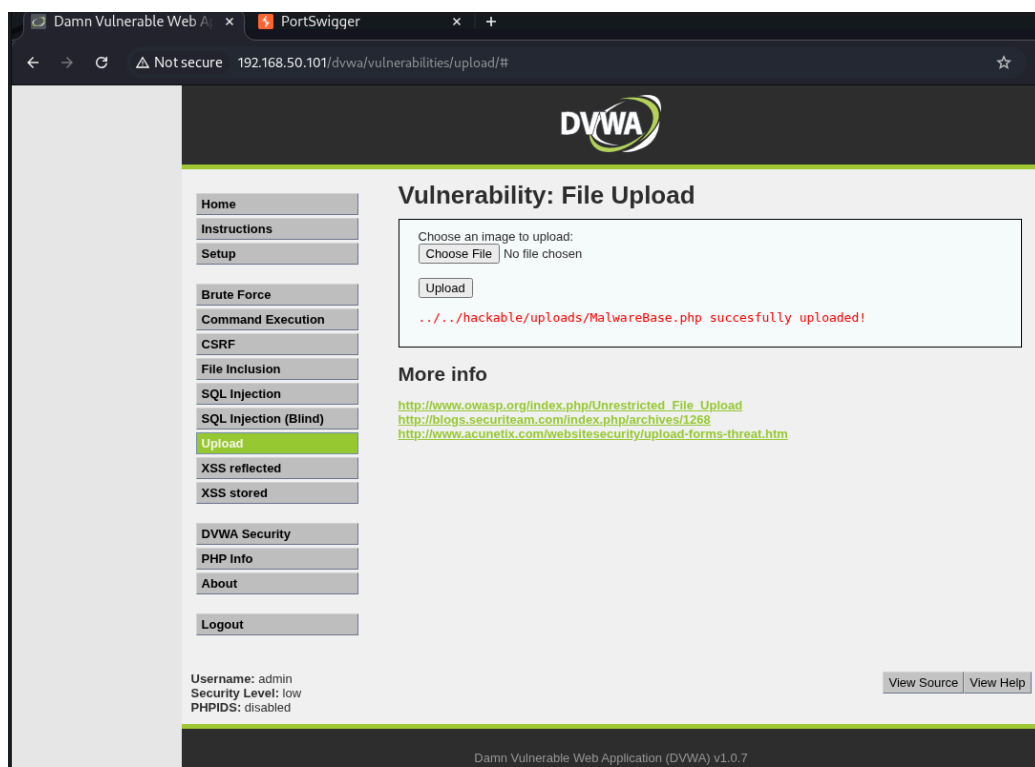 Damn Vulnerable Web Ap
PortSwigger
Not secure 192.168.50.101/dvwa/vulnerabilities/upload/#
DVWA
Home
Instructions
Setup
Brute Force
Command Execution
CSRF
File Inclusion
SQL Injection
SQL Injection (Blind)
Upload
XSS reflected
XSS stored
DVWA Security
PHP Info
About
Logout
Vulnerability: File Upload
Choose an image to upload:
Choose File No file chosen
Upload
../../hackable/uploads/MalwareBase.php succesfully uploaded!
More info
http://www.owasp.org/index.php/Unrestricted_File_Upload
http://blogs.securiteam.com/index.php/archives/1268
http://www.acunetix.com/websitesecurity/upload-forms-threat.htm
Username: admin
Security Level: low
PHPIDS: disabled
View Source View Help
Damn Vulnerable Web Application (DVWA) v1.0.7